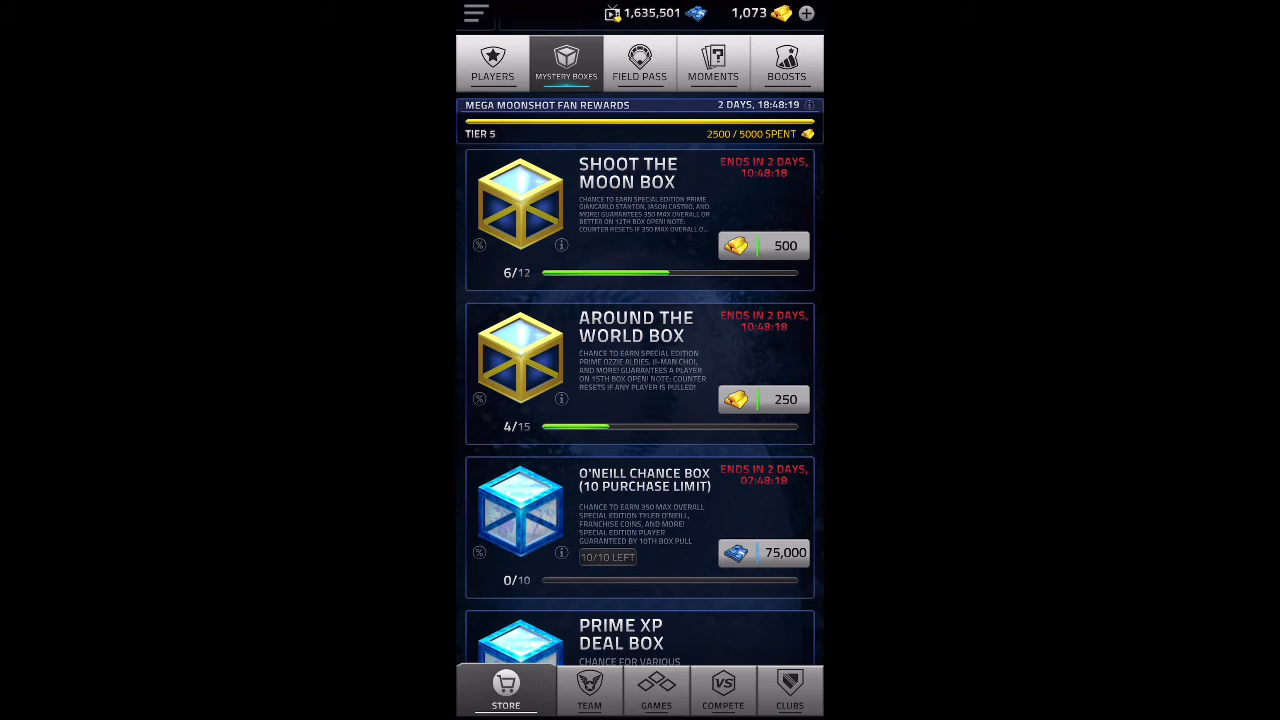 1,635,501 1,073
PLAYERS MYSTERY BOXES FIELD PASS MOMENTS BOOSTS
MEGA MOONSHOT FAN REWARDS 2 DAYS, 18:48:19
TIER 5 2500 / 5000 SPENT
SHOOT THE
MOON BOX
ENDS IN 2 DAYS,
10:48:18
CHANCE TO EARN SPECIAL EDITION PRIME
GIANCARLO STANTON, JASON CASTRO, AND
MORE! GUARANTEES 350 MAX OVERALL OR
BETTER ON 12TH BOX OPEN! NOTE:
COUNTER RESETS IF 350 MAX OVERALL O...
500
6/12
AROUND THE
WORLD BOX
ENDS IN 2 DAYS,
10:48:18
CHANCE TO EARN SPECIAL EDITION
PRIME OZZIE ALBIES, JI-MAN CHOI,
AND MORE! GUARANTEES A PLAYER
ON 15TH BOX OPEN! NOTE: COUNTER
RESETS IF ANY PLAYER IS PULLED!
250
4/15
O'NEILL CHANCE BOX
(10 PURCHASE LIMIT)
ENDS IN 2 DAYS,
07:48:18
CHANCE TO EARN 350 MAX OVERALL
SPECIAL EDITION TYLER O'NEILL,
FRANCHISE COINS, AND MORE!
SPECIAL EDITION PLAYER
GUARANTEED BY 10TH BOX PULL
10/10 LEFT
75,000
0/10
PRIME XP
DEAL BOX
CHANCE FOR VARIOUS
STORE TEAM GAMES COMPETE CLUBS
VS